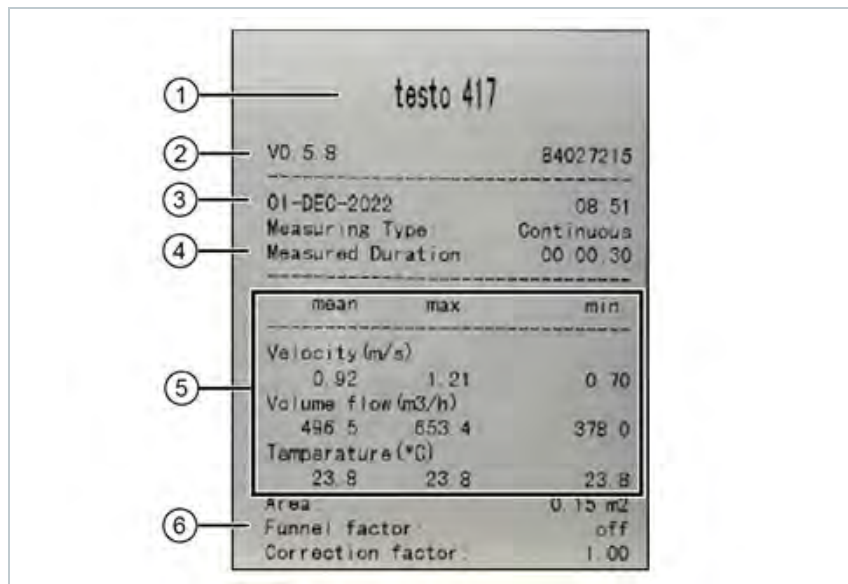 ① testo 417
② V0.5.8 84027215
③ 01-DEC-2022 08 51
Measuring Type: Continuous
④ Measured Duration 00 00.30
mean max min
Velocity(m/s)
⑤ 0.92 1.21 0.70
Volume flow(m3/h)
496.5 653.4 378.0
Temperature(°C)
23.8 23.8 23.8
Area: 0.15 m2
⑥ Funnel factor: off
Correction factor: 1.00